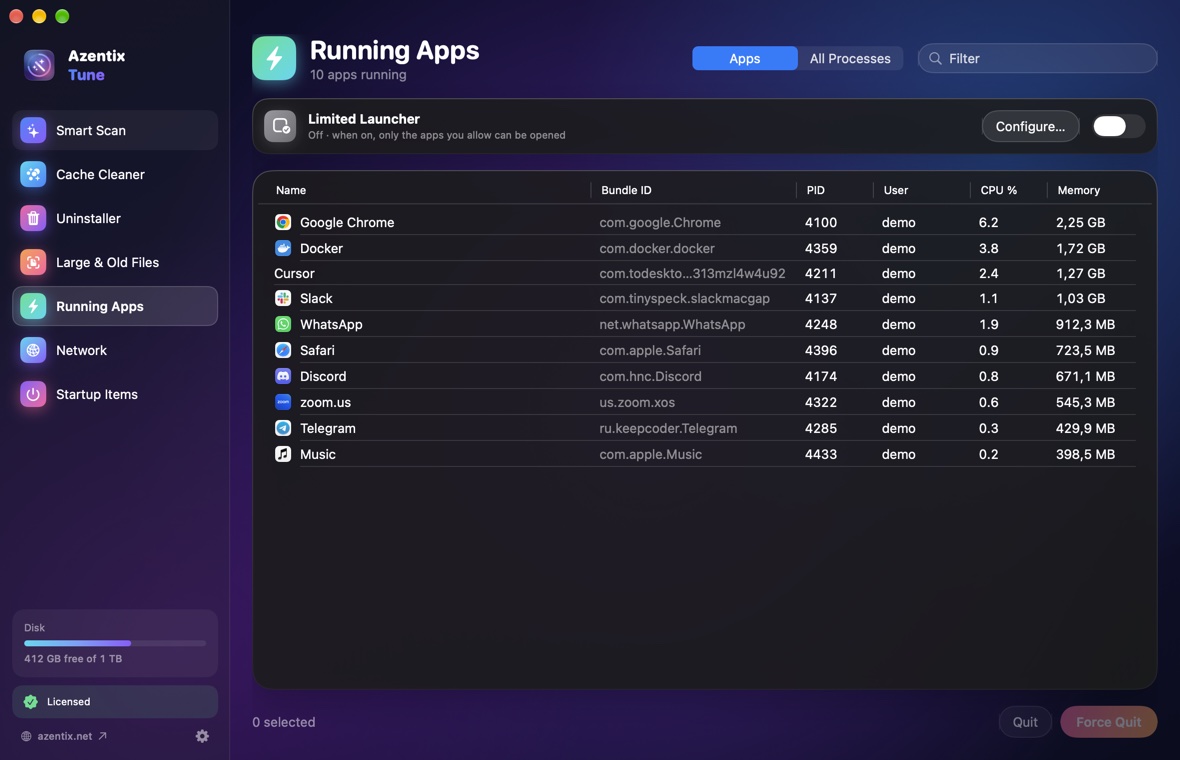 Azentix
Tune
Smart Scan
Cache Cleaner
Uninstaller
Large & Old Files
Running Apps
Network
Startup Items
Disk
412 GB free of 1 TB
Licensed
azentix.net
Running Apps
10 apps running
Apps All Processes Filter
Limited Launcher
Off · when on, only the apps you allow can be opened
Configure...
Name Bundle ID PID User CPU % Memory
Google Chrome com.google.Chrome 4100 demo 6.2 2,25 GB
Docker com.docker.docker 4359 demo 3.8 1,72 GB
Cursor com.todeskto...313mzl4w4u92 4211 demo 2.4 1,27 GB
Slack com.tinyspeck.slackmacgap 4137 demo 1.1 1,03 GB
WhatsApp net.whatsapp.WhatsApp 4248 demo 1.9 912,3 MB
Safari com.apple.Safari 4396 demo 0.9 723,5 MB
Discord com.hnc.Discord 4174 demo 0.8 671,1 MB
zoom.us us.zoom.xos 4322 demo 0.6 545,3 MB
Telegram ru.keepcoder.Telegram 4285 demo 0.3 429,9 MB
Music com.apple.Music 4433 demo 0.2 398,5 MB
0 selected Quit Force Quit